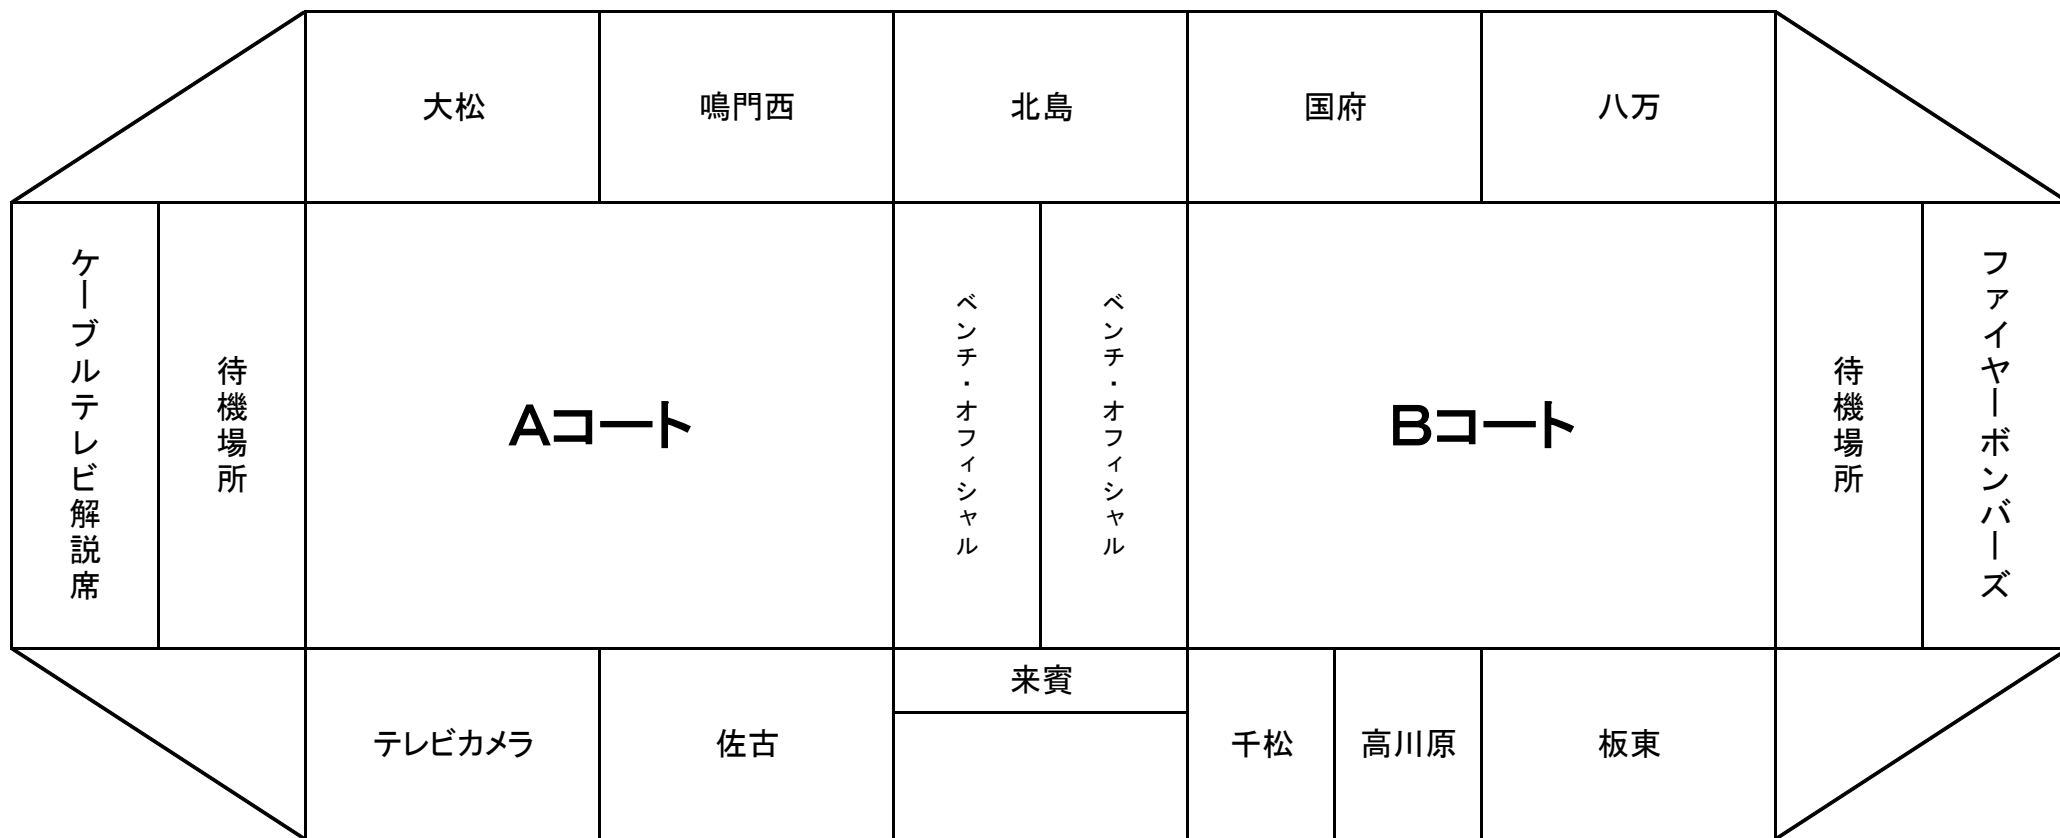 大松
鳴門西
北島
国府
八万
ケーブルテレビ解説席
待機場所
Aコート
ベンチ・オフィシャル
ベンチ・オフィシャル
Bコート
待機場所
ファイヤーボンバーズ
来賓
テレビカメラ
佐古
千松
高川原
板東